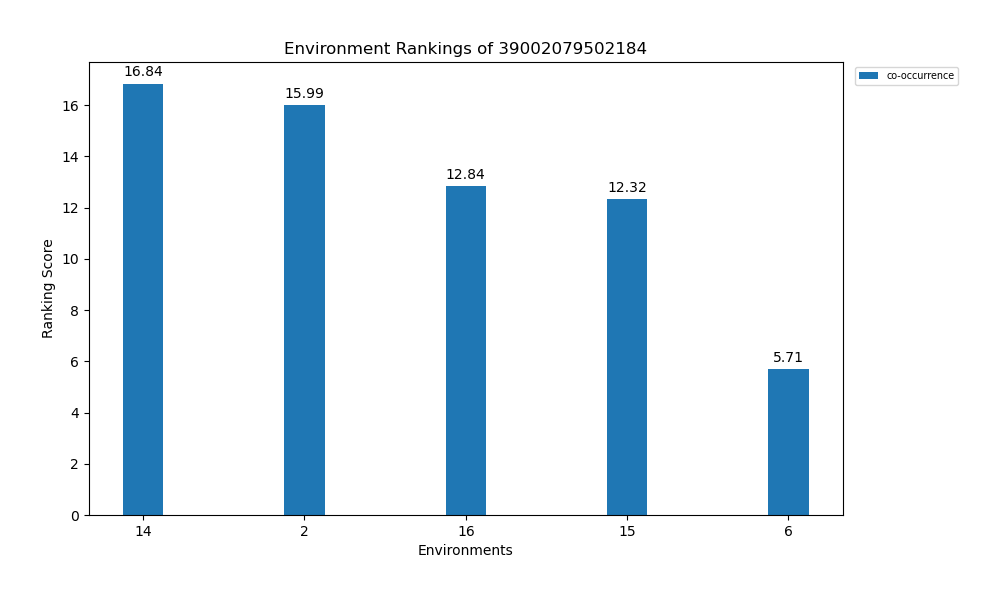 Environment Rankings of 39002079502184
co-occurrence
Ranking Score
16
14
12
10
8
6
4
2
0
16.84
15.99
12.84
12.32
5.71
14 2 16 15 6
Environments